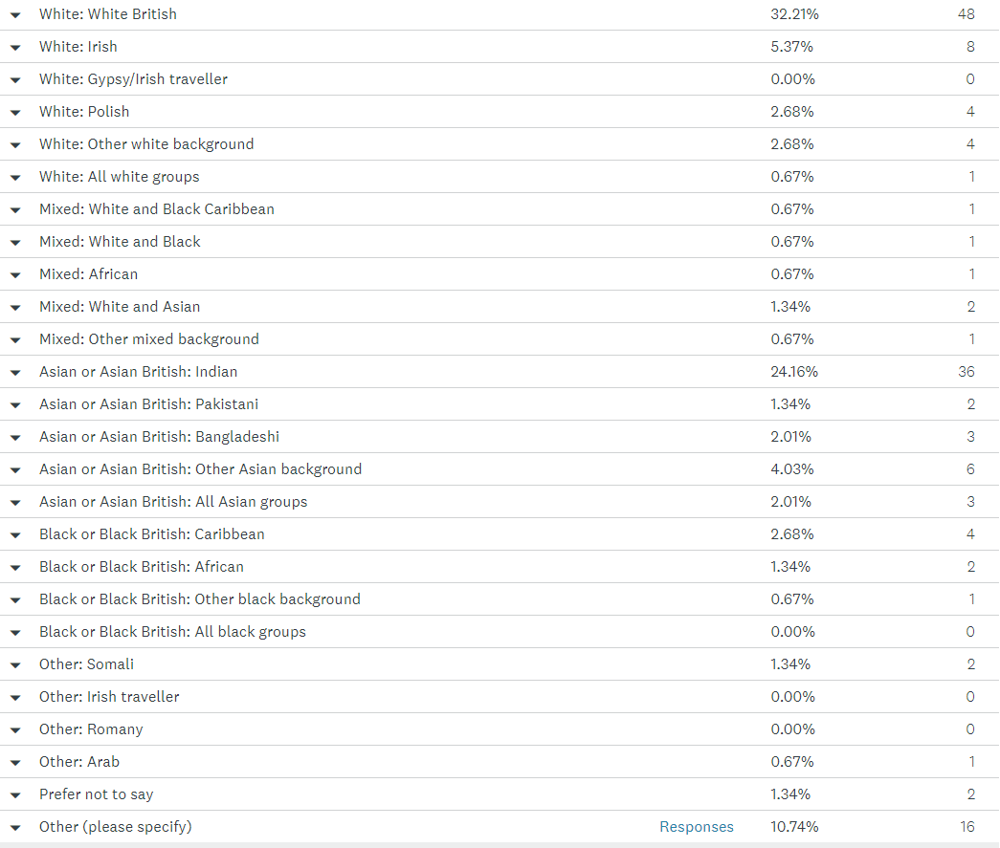 White: White British 32.21% 48
White: Irish 5.37% 8
White: Gypsy/Irish traveller 0.00% 0
White: Polish 2.68% 4
White: Other white background 2.68% 4
White: All white groups 0.67% 1
Mixed: White and Black Caribbean 0.67% 1
Mixed: White and Black 0.67% 1
Mixed: African 0.67% 1
Mixed: White and Asian 1.34% 2
Mixed: Other mixed background 0.67% 1
Asian or Asian British: Indian 24.16% 36
Asian or Asian British: Pakistani 1.34% 2
Asian or Asian British: Bangladeshi 2.01% 3
Asian or Asian British: Other Asian background 4.03% 6
Asian or Asian British: All Asian groups 2.01% 3
Black or Black British: Caribbean 2.68% 4
Black or Black British: African 1.34% 2
Black or Black British: Other black background 0.67% 1
Black or Black British: All black groups 0.00% 0
Other: Somali 1.34% 2
Other: Irish traveller 0.00% 0
Other: Romany 0.00% 0
Other: Arab 0.67% 1
Prefer not to say 1.34% 2
Other (please specify) Responses 10.74% 16